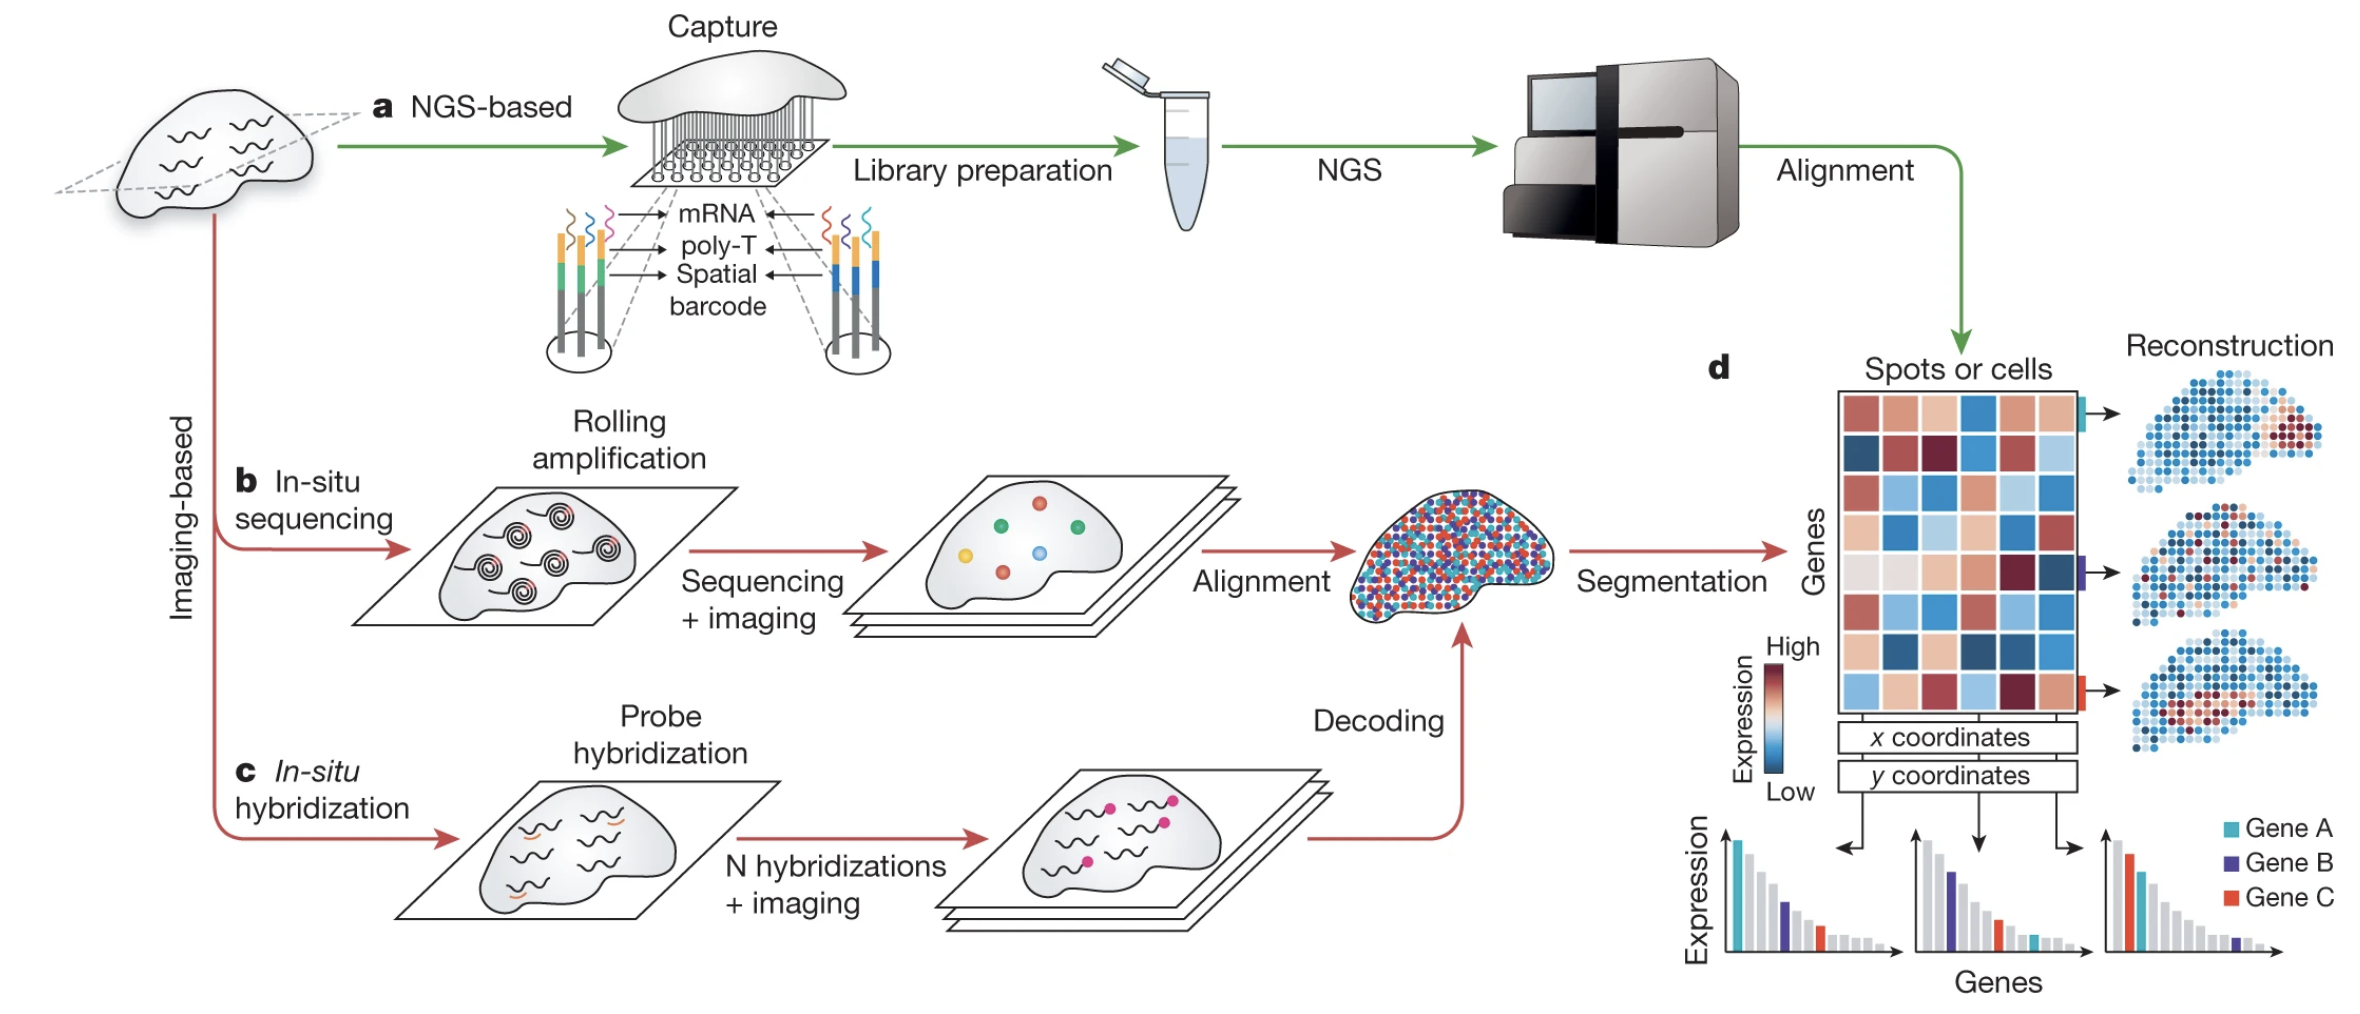 Capture
a NGS-based
Library preparation
NGS
Alignment
mRNA
poly-T
Spatial
barcode
Imaging-based
b In-situ
sequencing
Rolling
amplification
Sequencing
+ imaging
Alignment
Segmentation
c In-situ
hybridization
Probe
hybridization
N hybridizations
+ imaging
Decoding
d
Spots or cells
Reconstruction
Genes
High
Expression
Low
x coordinates
y coordinates
Expression
Genes
Gene A
Gene B
Gene C